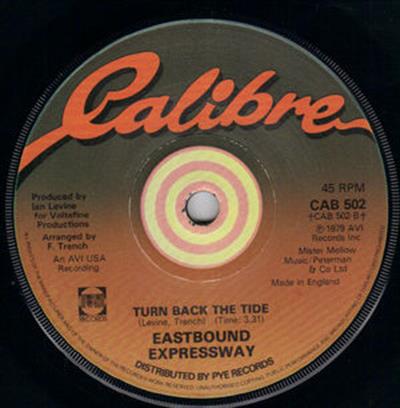 Calibre
Produced by
Ian Levine
for Voltafine
Productions
Arranged by
F. Trench
An AVI USA
Recording
45 RPM
CAB 502
†CAB 502-B†
℗1979 AVI
Records Inc
Mister Mellow
Music/Peterman
& Co Ltd
Made in England
RECORDS
TURN BACK THE TIDE
(Levine, Trench) (Time: 3.31)
EASTBOUND
EXPRESSWAY
DISTRIBUTED BY PYE RECORDS